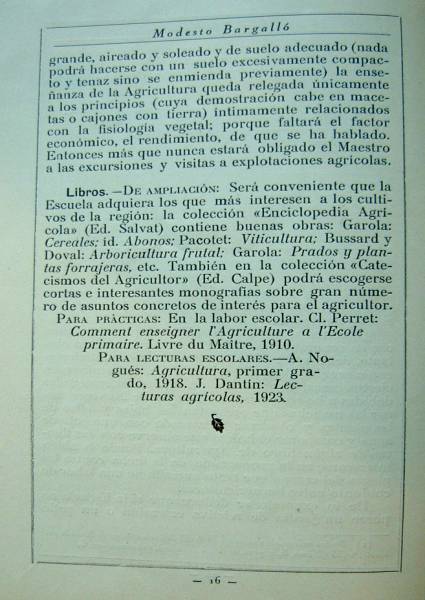 Modesto Bargalló
grande, aireado y soleado y de suelo adecuado (nada
podrá hacerse con un suelo excesivamente compac-
to y tenaz sino se enmienda previamente) la ense-
ñanza de la Agricultura queda relegada únicamente
a los principios (cuya demostración cabe en mace-
tas o cajones con tierra) íntimamente relacionados
con la fisiología vegetal; porque faltará el factor
económico, el rendimiento, de que se ha hablado.
Entonces más que nunca estará obligado el Maestro
a las excursiones y visitas a explotaciones agrícolas.
Libros.—DE AMPLIACIÓN: Será conveniente que la
Escuela adquiera los que más interesen a los culti-
vos de la región: la colección «Enciclopedia Agrí-
cola» (Ed. Salvat) contiene buenas obras: Garola:
Cereales; id. Abonos; Pacotet: Viticultura; Bussard y
Doval: Arboricultura frutal; Garola: Prados y plan-
tas forrajeras, etc. También en la colección «Cate-
cismos del Agricultor» (Ed. Calpe) podrá escogerse
cortas e interesantes monografías sobre gran núme-
ro de asuntos concretos de interés para el agricultor.
PARA PRÀCTICAS: En la labor escolar. Cl. Perret:
Comment enseigner l'Agriculture a l'Ecole
primaire. Livre du Maître, 1910.
PARA LECTURAS ESCOLARES.—A. No-
gués: Agricultura, primer gra-
do, 1918. J. Dantín: Lec-
turas agrícolas, 1923.
— 16 —